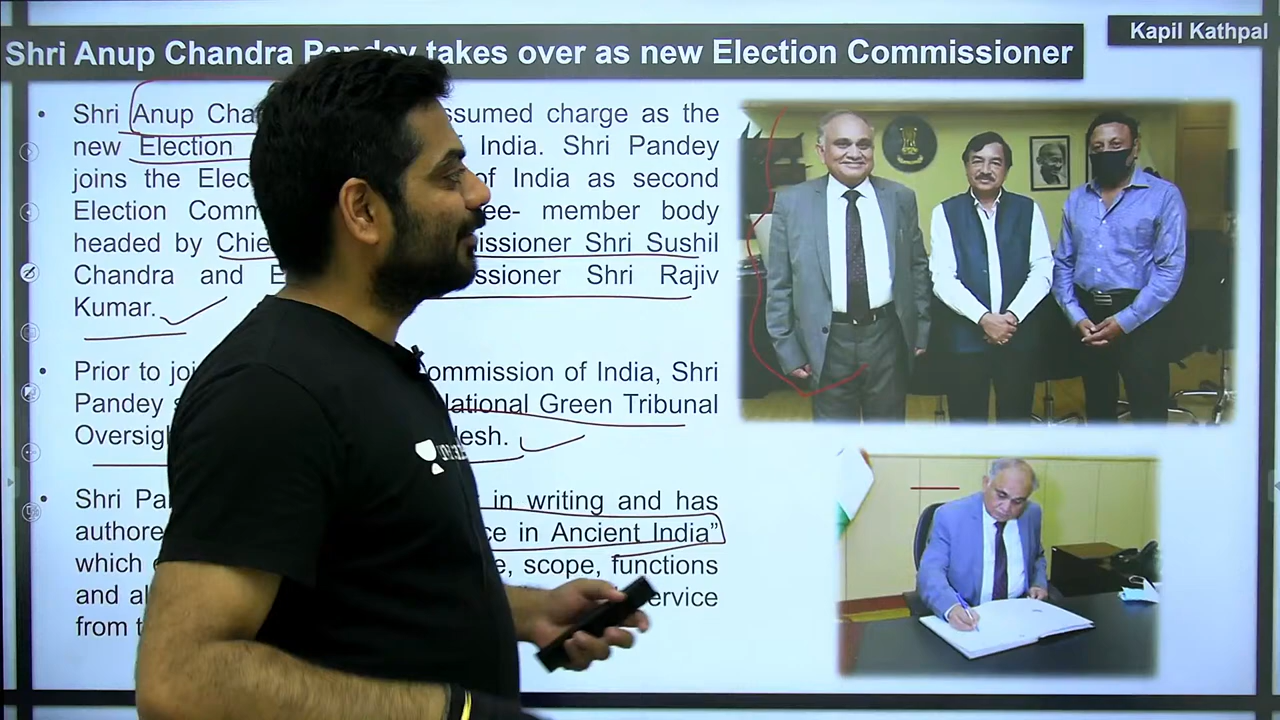 Kapil Kathpal
Shri Anup Chandra Pandey takes over as new Election Commissioner
• Shri Anup Cha ssumed charge as the
new Election India. Shri Pandey
joins the Elec of India as second
Election Comm ee- member body
headed by Chie issioner Shri Sushil
Chandra and E ssioner Shri Rajiv
Kumar.
• Prior to joi ommission of India, Shri
Pandey s ational Green Tribunal
Oversig desh.
• Shri Pa in writing and has
authore ce in Ancient India”
which e, scope, functions
and al ervice
from t